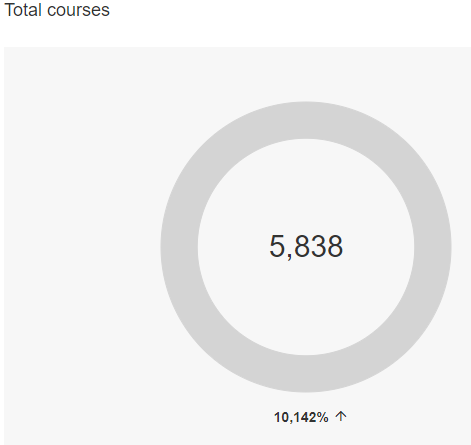 Total courses
5,838
10,142% ↑